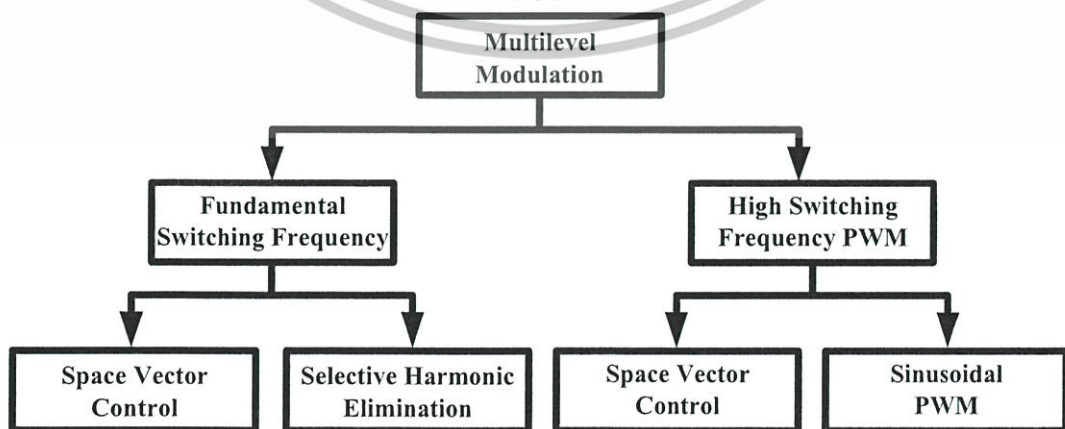 Multilevel
Modulation
Fundamental
Switching Frequency
High Switching
Frequency PWM
Space Vector
Control
Selective Harmonic
Elimination
Space Vector
Control
Sinusoidal
PWM